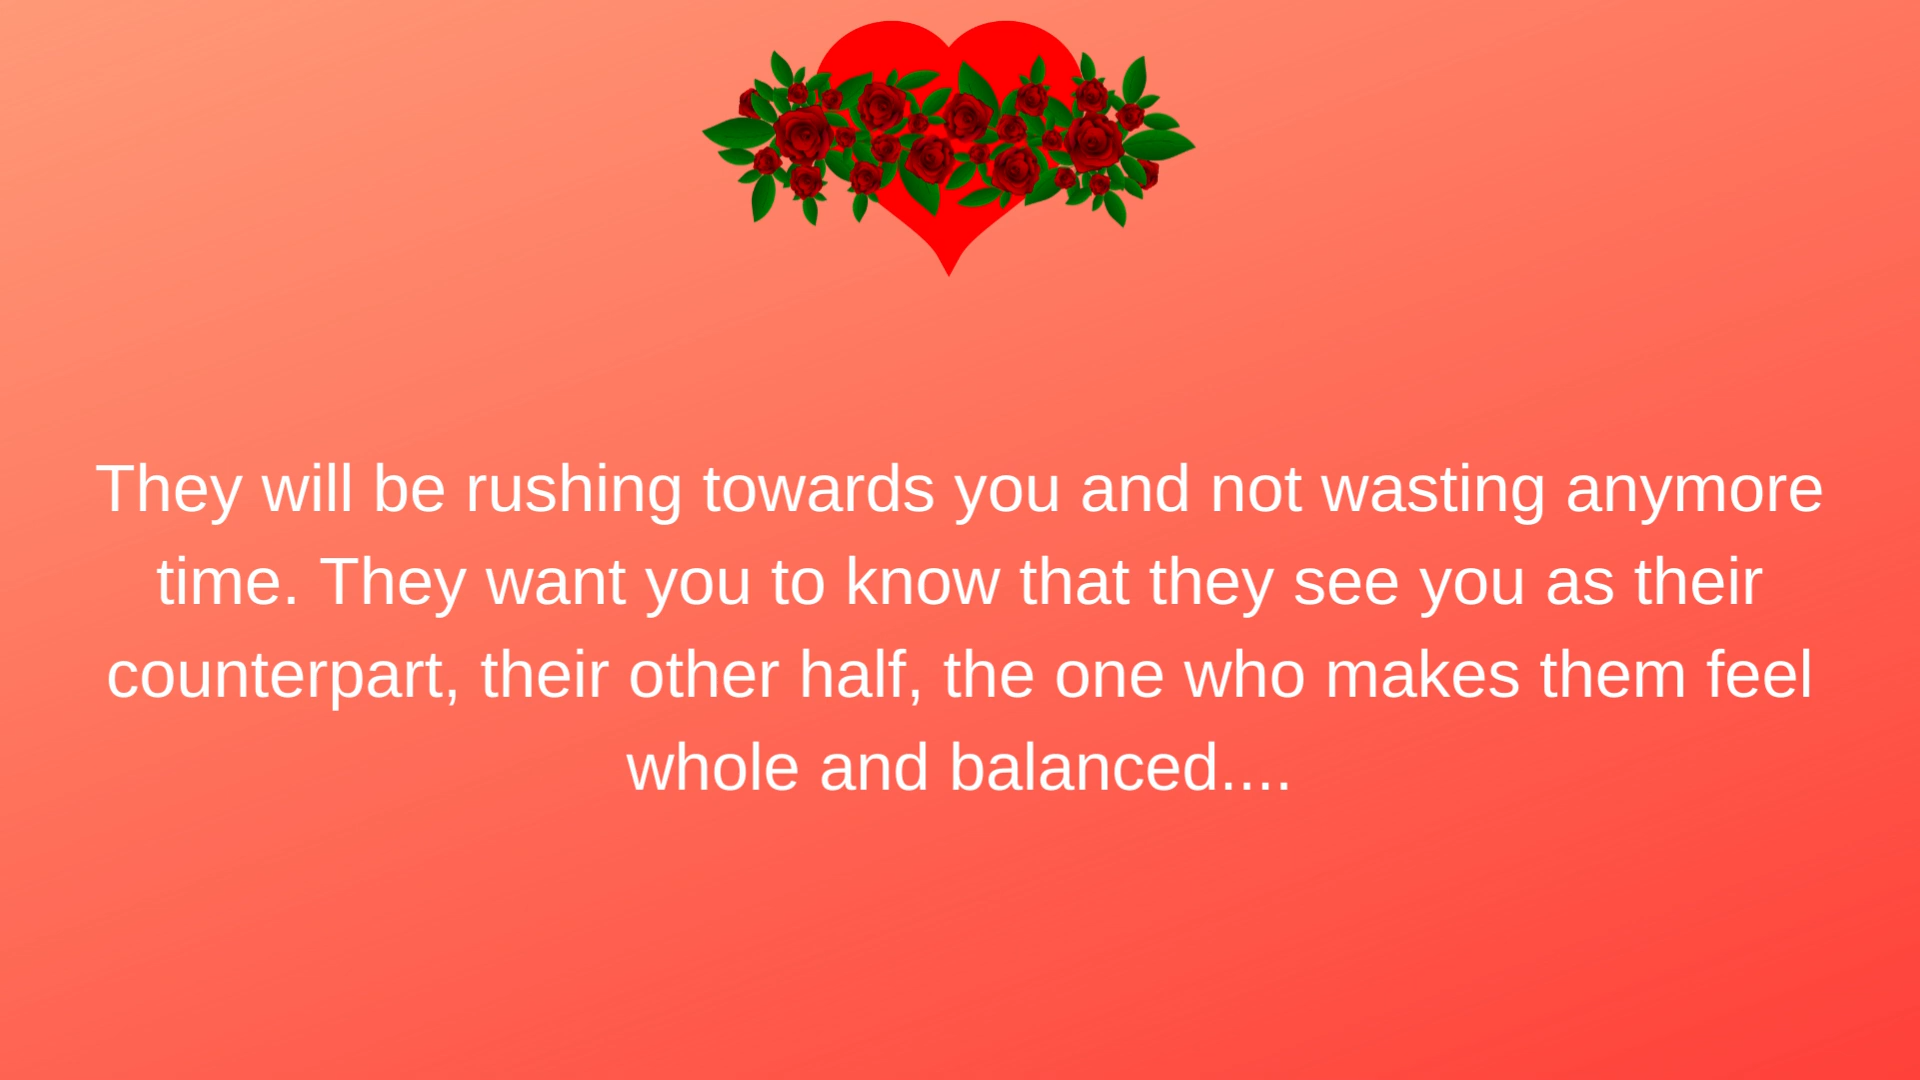 They will be rushing towards you and not wasting anymore
time. They want you to know that they see you as their
counterpart, their other half, the one who makes them feel
whole and balanced....